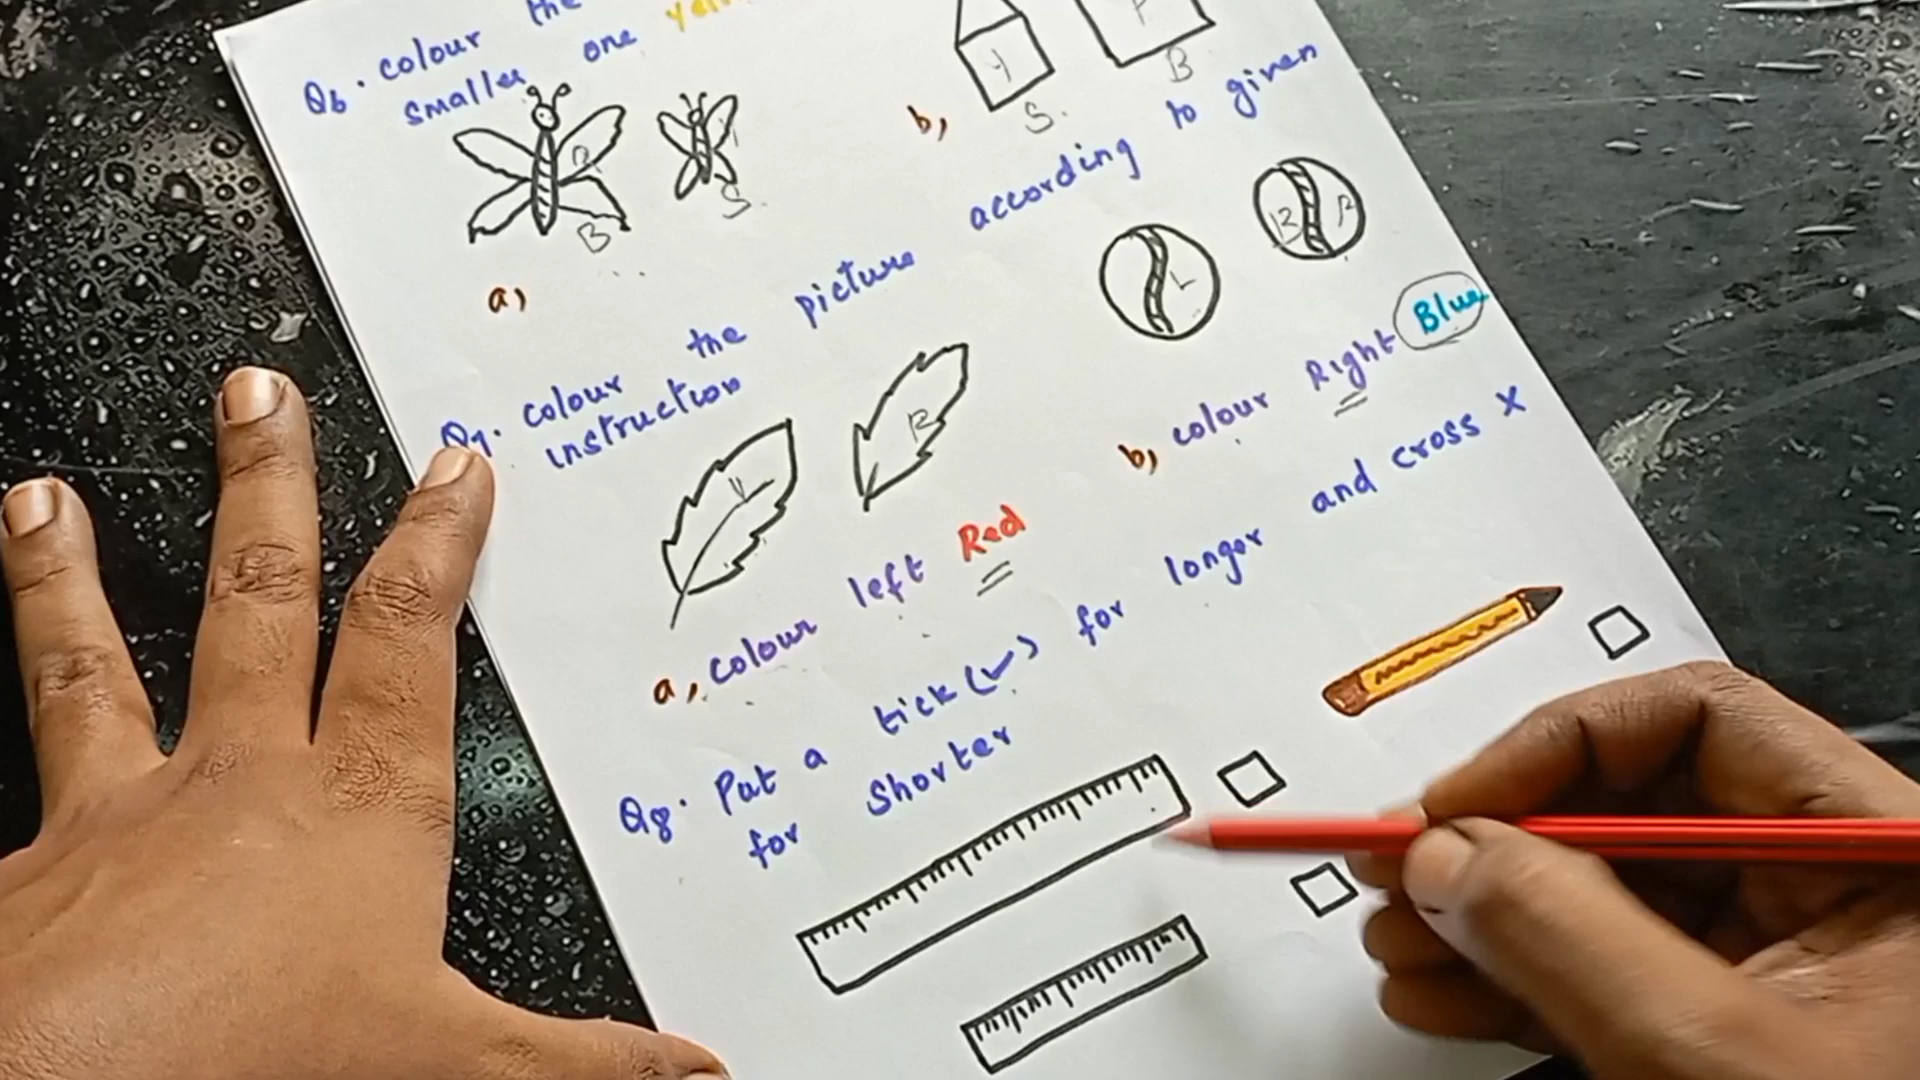 Q6. colour the
smaller one yell
Y
P
B
S.
b,
B
S.
a,
Q7. colour the picture according to given
instruction
L
B R
R
a, colour left Red
b, colour Right Blue
Q8. Put a tick (✓) for longer and cross X
for Shorter